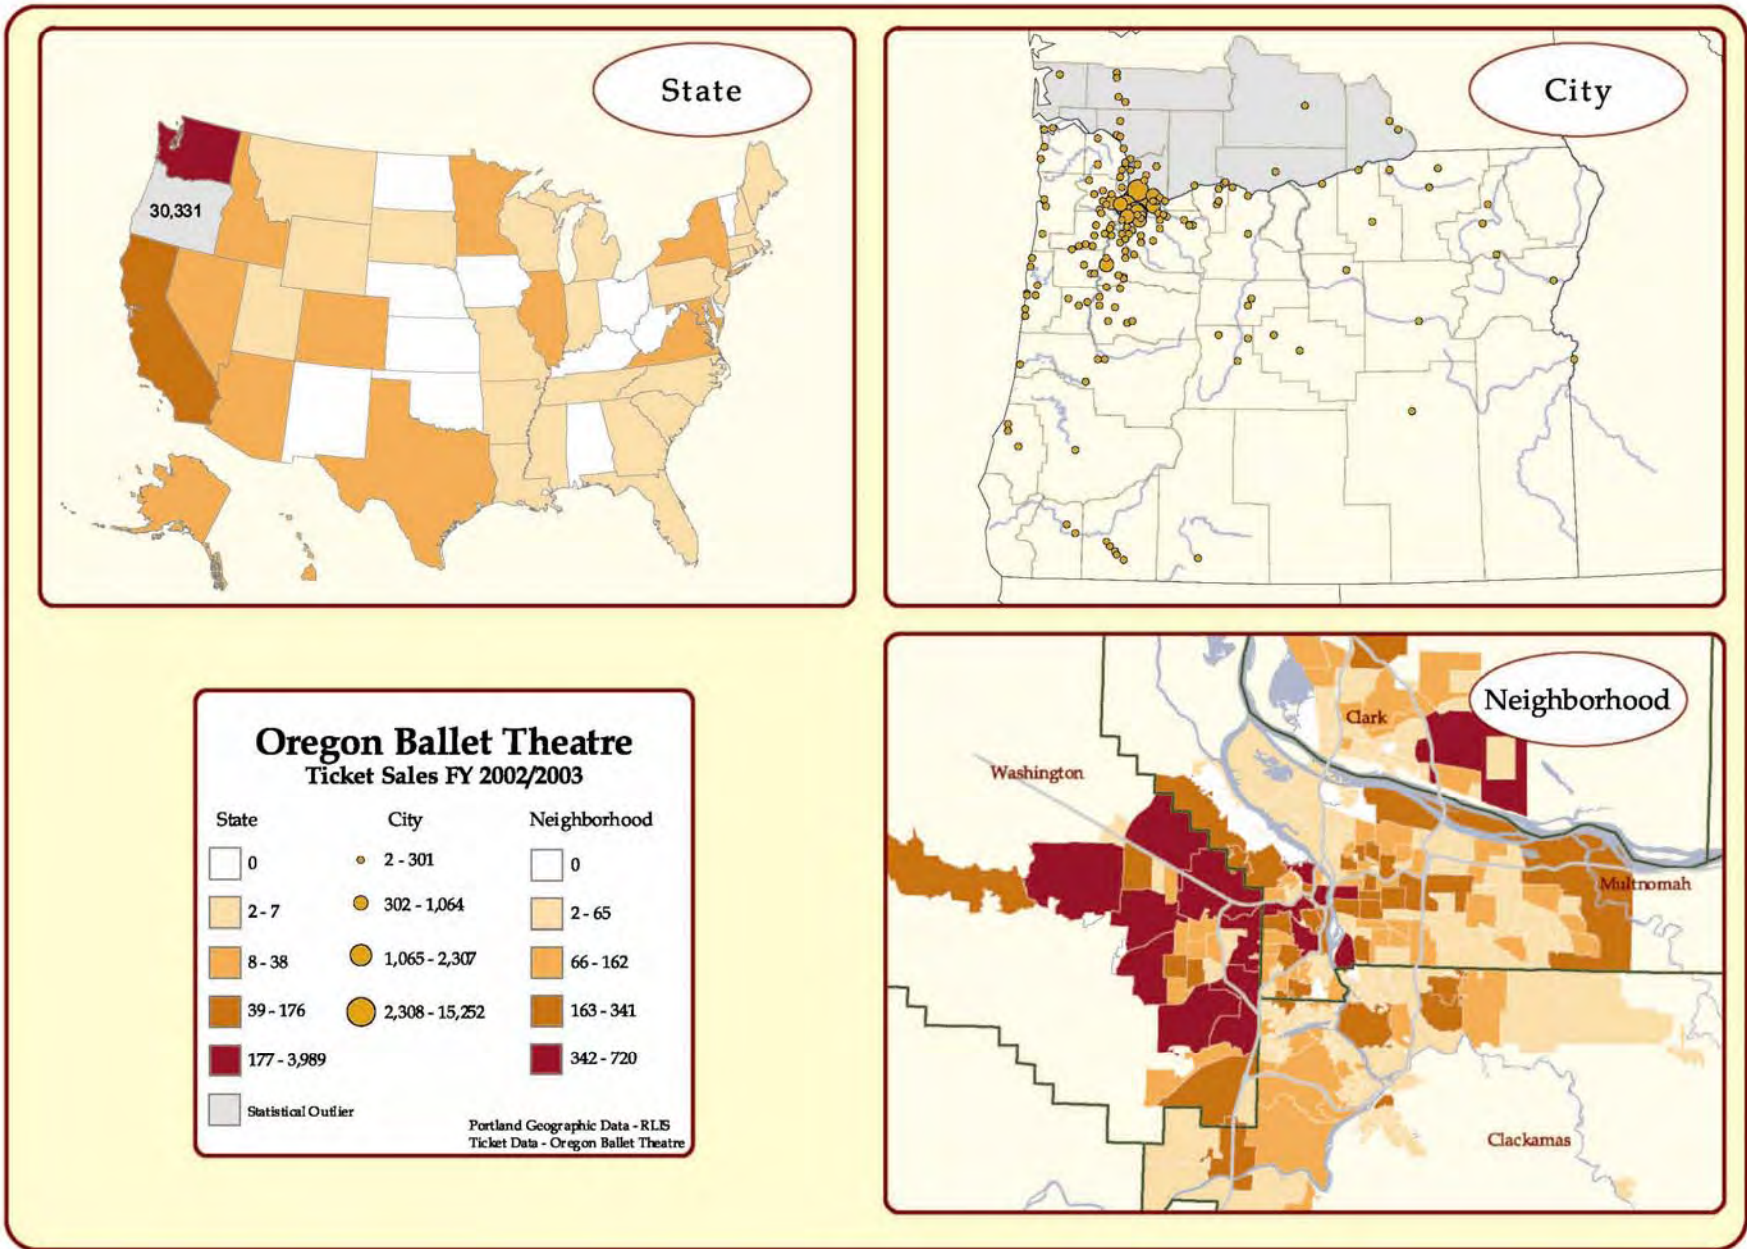 State
30,331
City
Neighborhood
Clark
Washington
Multnomah
Clackamas
Oregon Ballet Theatre
Ticket Sales FY 2002/2003
State
0
2 - 7
8 - 38
39 - 176
177 - 3,989
Statistical Outlier
City
2 - 301
302 - 1,064
1,065 - 2,307
2,308 - 15,252
Neighborhood
0
2 - 65
66 - 162
163 - 341
342 - 720
Portland Geographic Data - RLIS
Ticket Data - Oregon Ballet Theatre